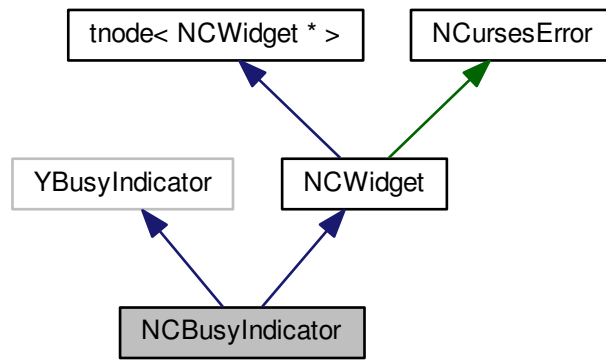 tnode< NCWidget * >
NCursesError
YBusyIndicator
NCWidget
NCBusyIndicator